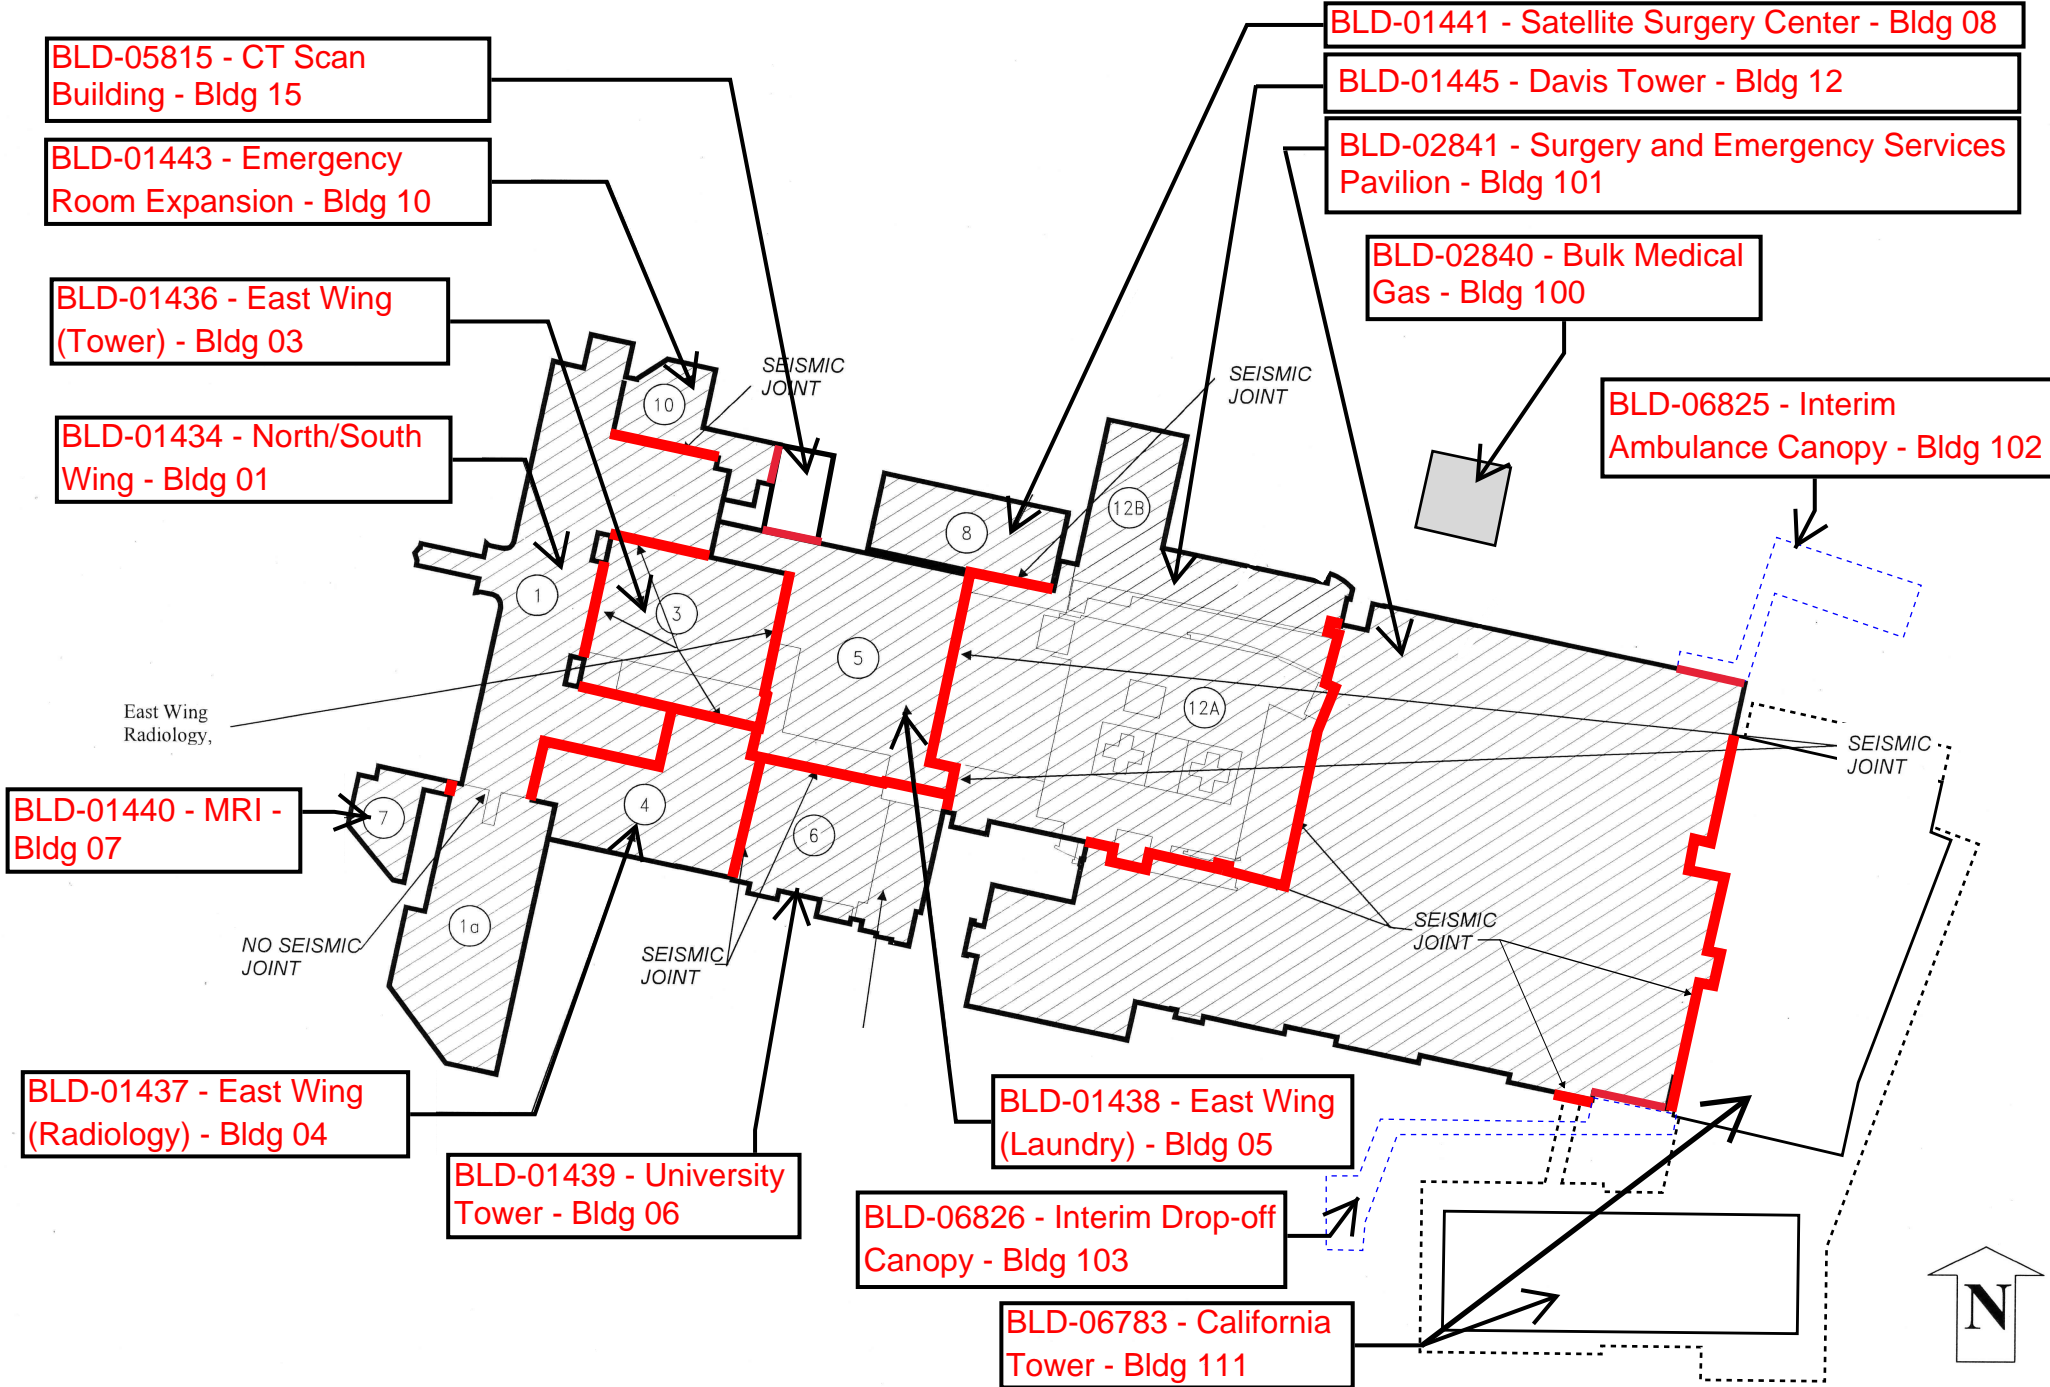 BLD-01441 - Satellite Surgery Center - Bldg 08
BLD-05815 - CT Scan
Building - Bldg 15
BLD-01445 - Davis Tower - Bldg 12
BLD-01443 - Emergency
Room Expansion - Bldg 10
BLD-02841 - Surgery and Emergency Services
Pavilion - Bldg 101
BLD-02840 - Bulk Medical
Gas - Bldg 100
BLD-01436 - East Wing
(Tower) - Bldg 03
SEISMIC
JOINT
SEISMIC
JOINT
BLD-06825 - Interim
Ambulance Canopy - Bldg 102
BLD-01434 - North/South
Wing - Bldg 01
10
12B
8
1
3
5
12A
East Wing
Radiology,
SEISMIC
JOINT
BLD-01440 - MRI -
Bldg 07
7
4
6
1a
NO SEISMIC
JOINT
SEISMIC
JOINT
SEISMIC
JOINT
BLD-01437 - East Wing
(Radiology) - Bldg 04
BLD-01438 - East Wing
(Laundry) - Bldg 05
BLD-01439 - University
Tower - Bldg 06
BLD-06826 - Interim Drop-off
Canopy - Bldg 103
BLD-06783 - California
Tower - Bldg 111
N